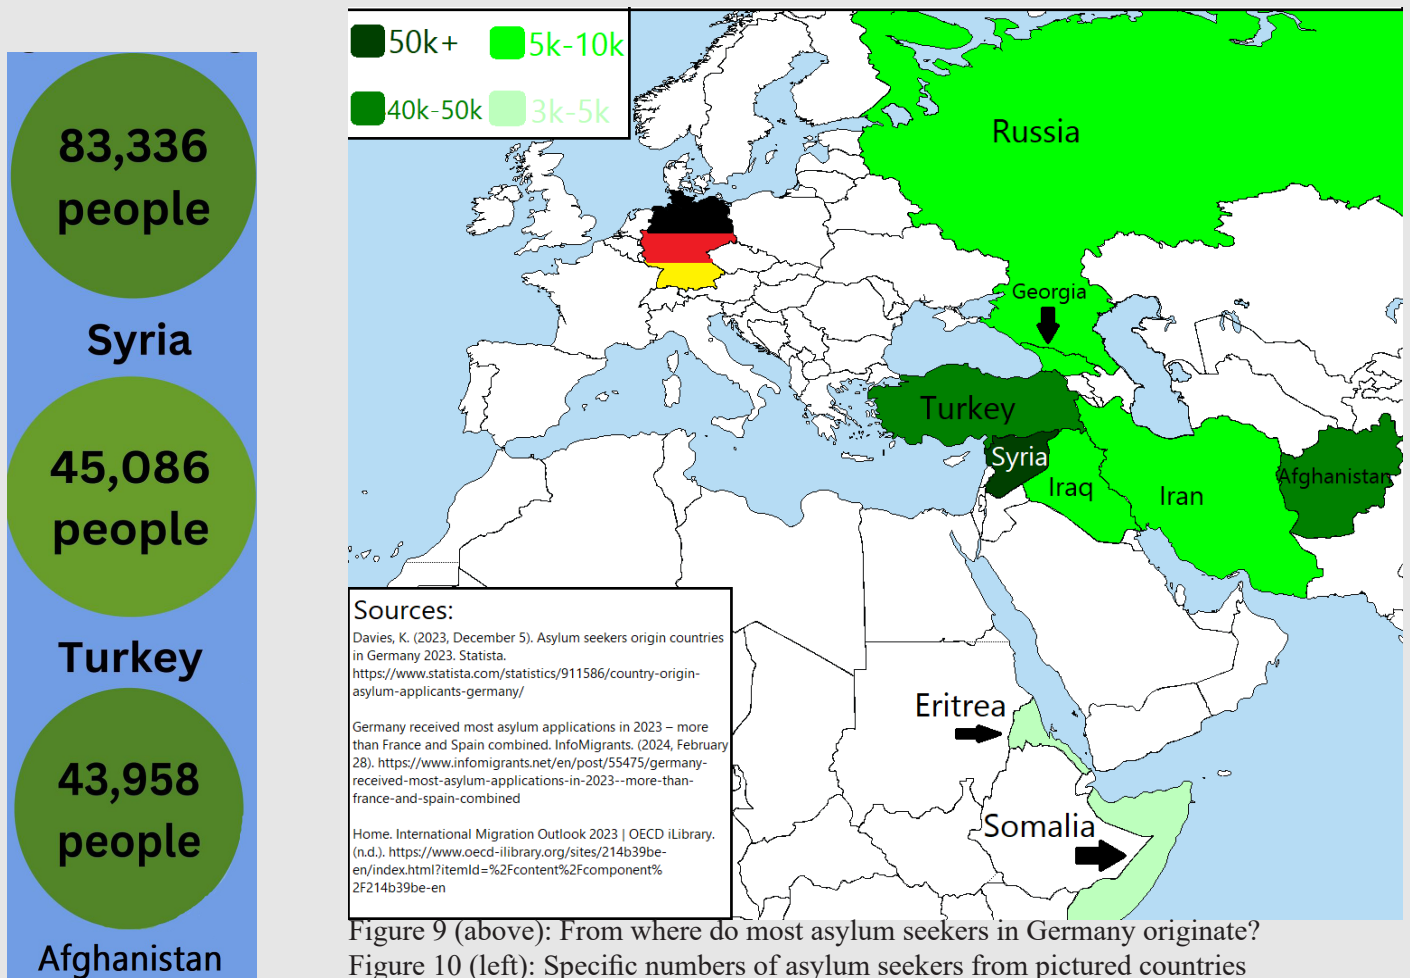 83,336
people
Syria
45,086
people
Turkey
43,958
people
Afghanistan
50k+
5k-10k
40k-50k
3k-5k
Russia
Georgia
Turkey
Syria
Iraq
Iran
Afghanistan
Eritrea
Somalia
Sources:
Davies, K. (2023, December 5). Asylum seekers origin countries
in Germany 2023. Statista.
https://www.statista.com/statistics/911586/country-origin-
asylum-applicants-germany/
Germany received most asylum applications in 2023 – more
than France and Spain combined. InfoMigrants. (2024, February
28). https://www.infomigrants.net/en/post/55475/germany-
received-most-asylum-applications-in-2023--more-than-
france-and-spain-combined
Home. International Migration Outlook 2023 | OECD iLibrary.
(n.d.). https://www.oecd-ilibrary.org/sites/214b39be-
en/index.html?itemId=%2Fcontent%2Fcomponent%
2F214b39be-en
Figure 9 (above): From where do most asylum seekers in Germany originate?
Figure 10 (left): Specific numbers of asylum seekers from pictured countries